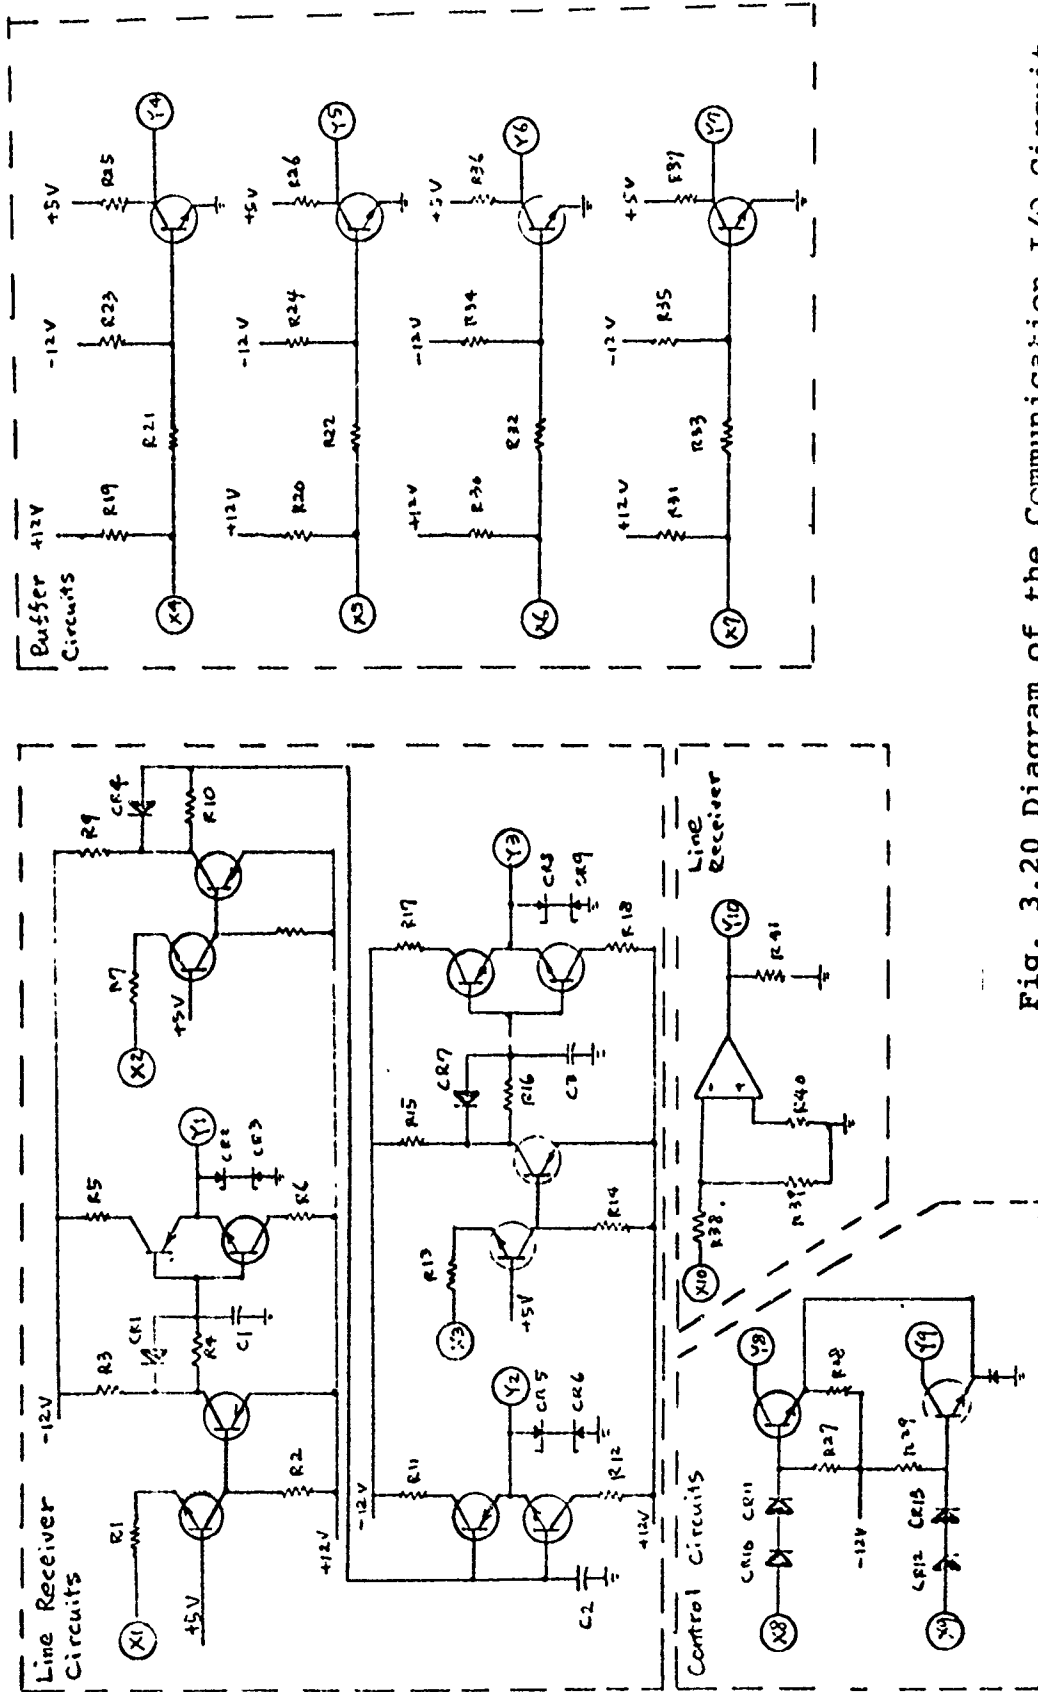 Line Receiver
Circuits
-12V
X1
R1
+5V
R2
+12V
R3
CR1
R4
C1
R5
R6
Y1
CR2
CR3
X2
R7
+5V
R9
CR4
R10
-12V
+12V
C2
R11
R12
Y2
CR5
CR6
X3
R13
+5V
R14
R15
CR7
R16
C3
R17
R18
Y3
CR8
CR9
Control Circuits
X8
CR10 CR11
-12V
R27
R28
Y8
X9
CR12 CR13
R29
Y9
Line
Receiver
X10
R38
R39
R40
-
+
Y10
R41
Buffer
Circuits
+12V
R19
X4
R21
-12V
R23
+5V
R25
Y4
+12V
R20
X5
R22
-12V
R24
+5V
R26
Y5
+12V
R30
X6
R32
-12V
R34
+5V
R36
Y6
+12V
R31
X7
R33
-12V
R35
+5V
R37
Y7
Fig. 3.20 Diagram of the Communication I/O Circuit